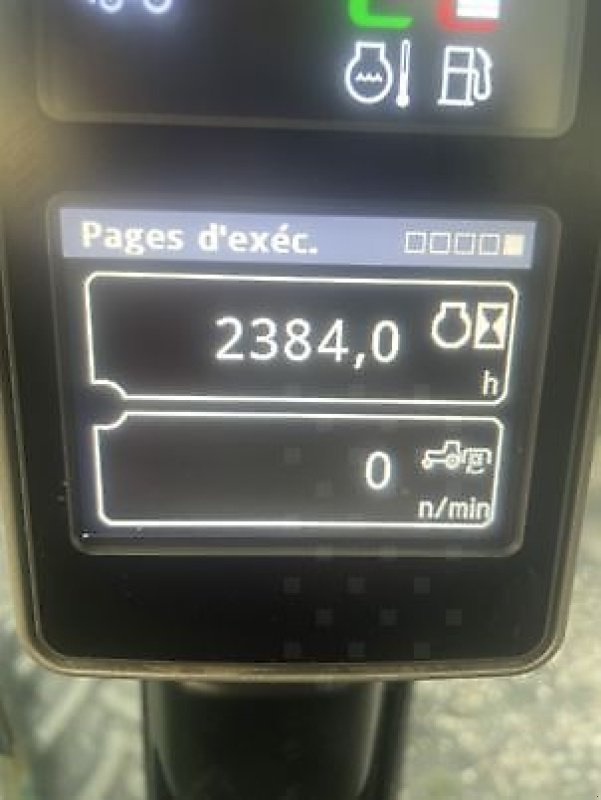 Pages d'exéc.
2384,0
h
0
n/min